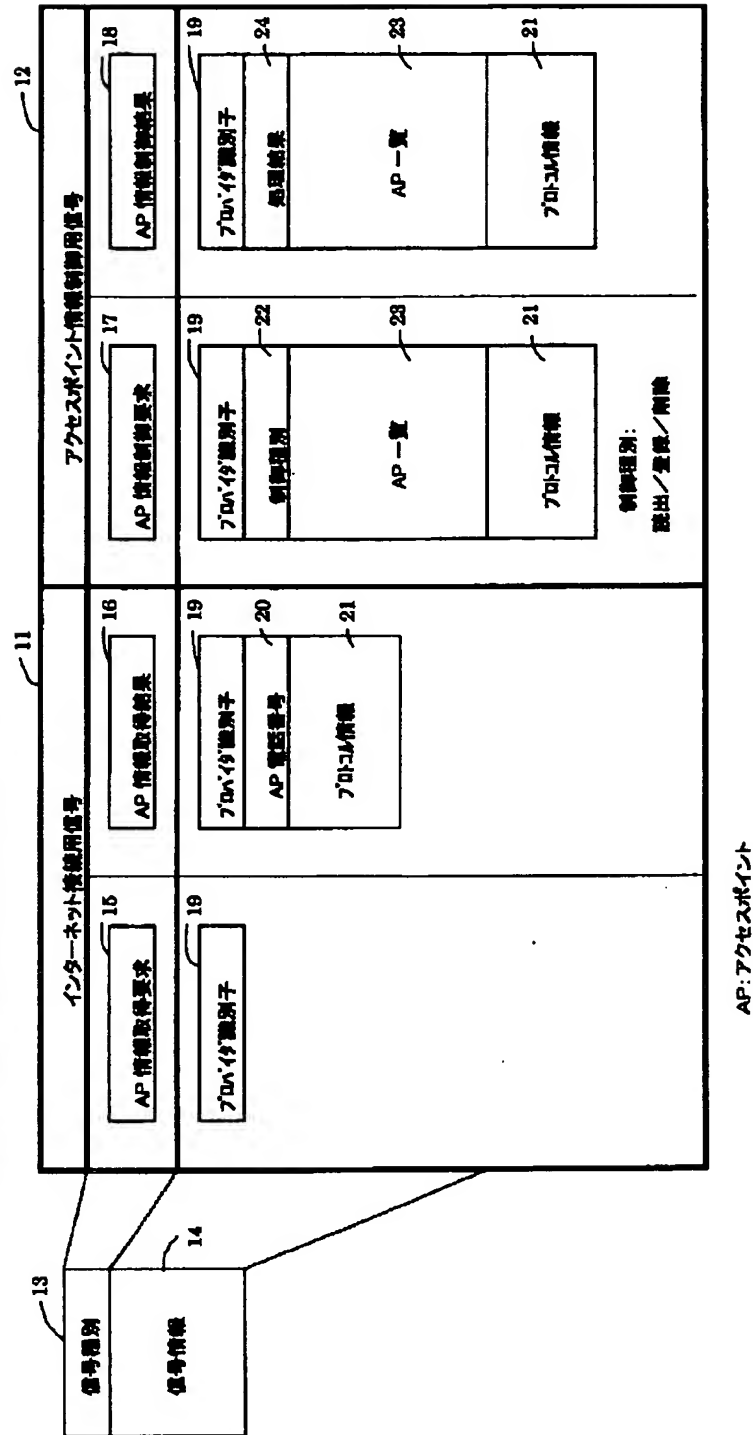 13
信号種別
信号情報
14
11
インターネット接続用信号
12
アクセスポイント情報制御用信号
AP 情報取得要求
15
AP 情報取得結果
16
AP 情報制御要求
17
AP 情報制御結果
18
プロバイダ識別子
19
プロバイダ識別子
19
AP 電話番号
20
プロトコル情報
21
プロバイダ識別子
19
制御種別
22
AP 一覧
23
プロトコル情報
21
制御種別:
読出/登録/削除
プロバイダ識別子
19
処理結果
24
AP 一覧
23
プロトコル情報
21
AP:アクセスポイント